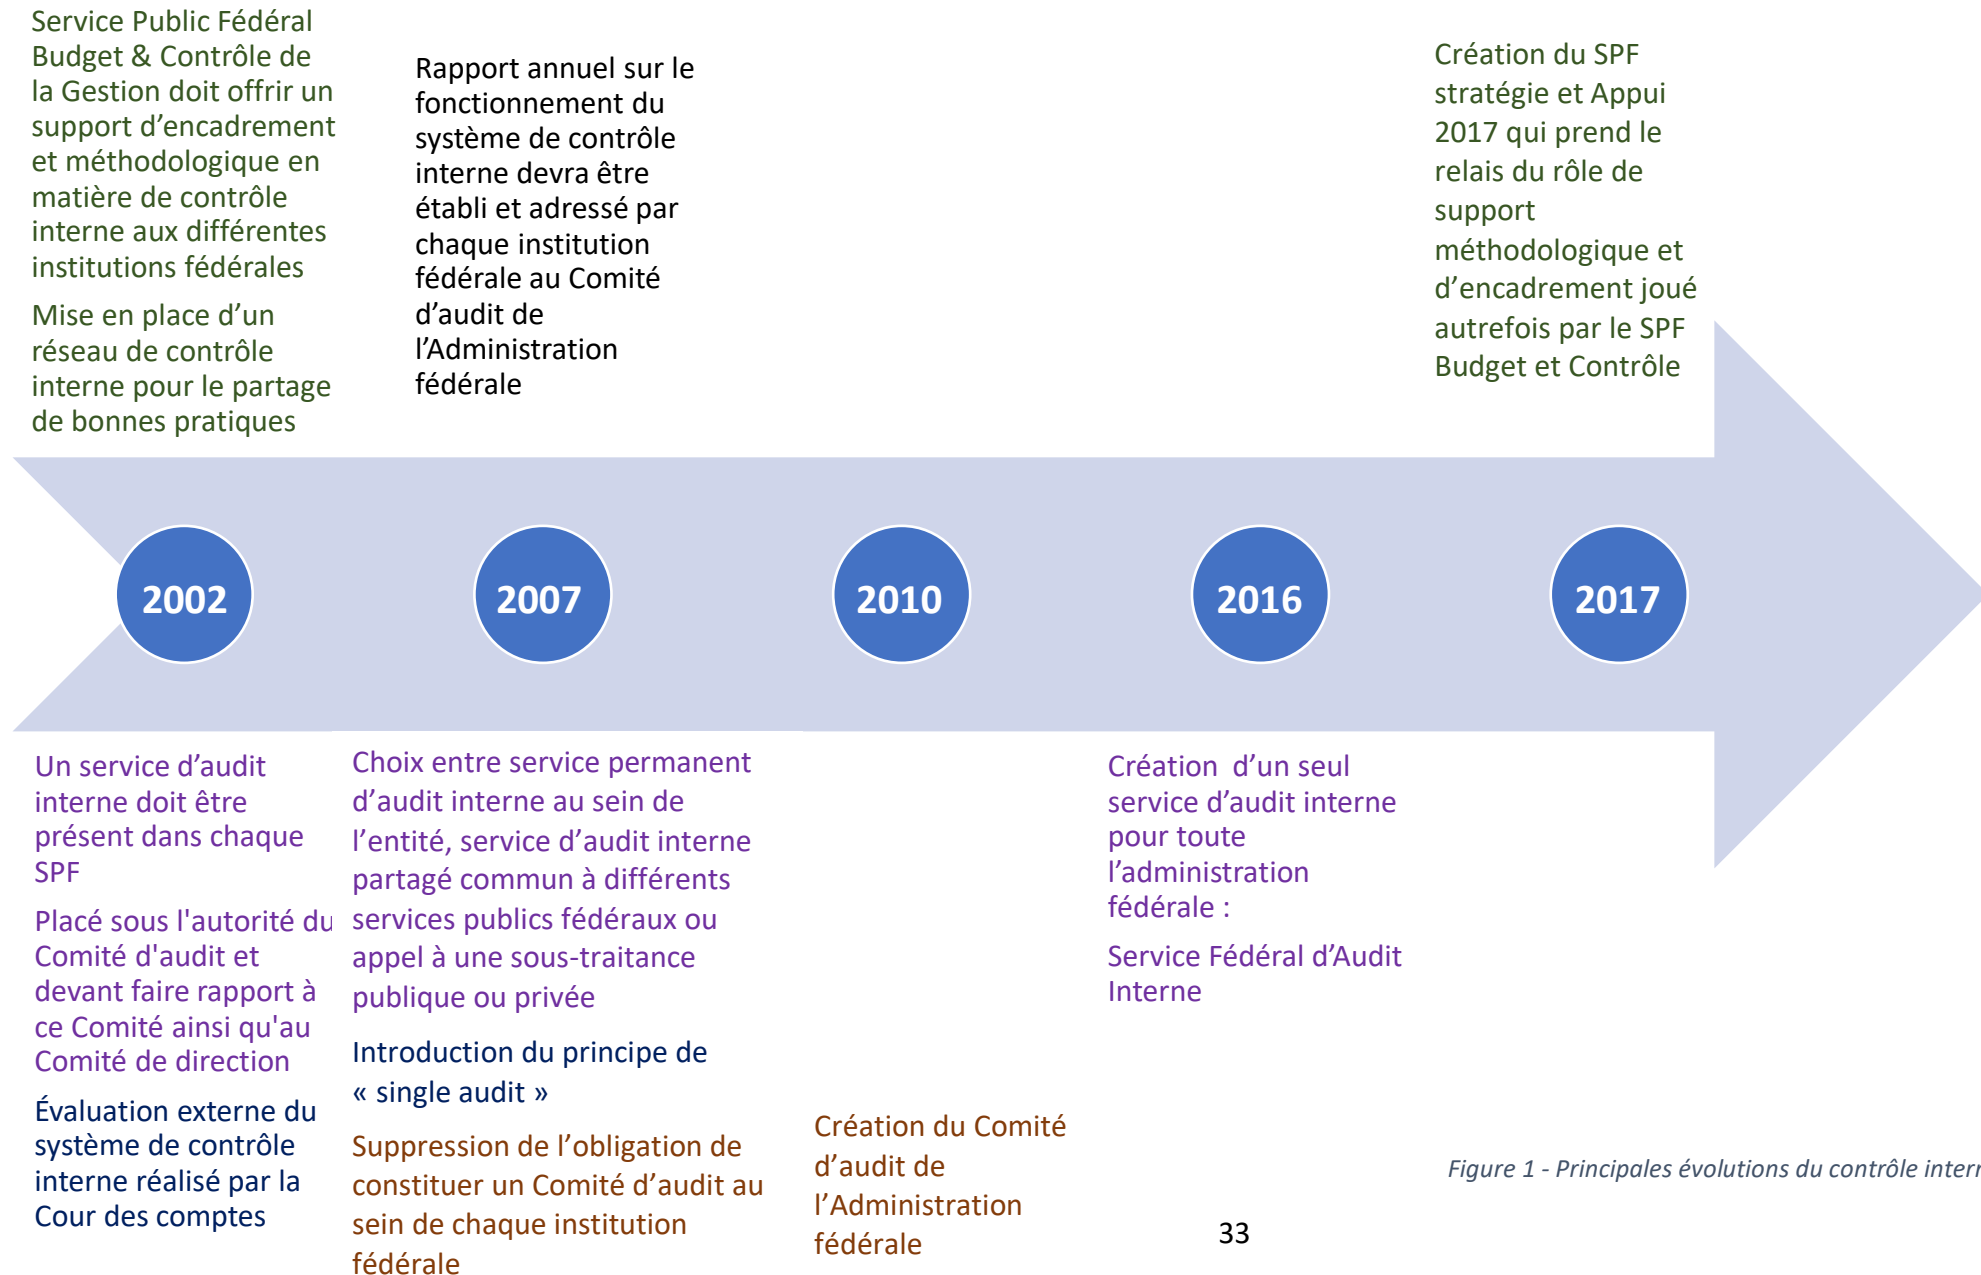 Service Public Fédéral
Budget & Contrôle de
la Gestion doit offrir un
support d’encadrement
et méthodologique en
matière de contrôle
interne aux différentes
institutions fédérales
Mise en place d’un
réseau de contrôle
interne pour le partage
de bonnes pratiques
Rapport annuel sur le
fonctionnement du
système de contrôle
interne devra être
établi et adressé par
chaque institution
fédérale au Comité
d’audit de
l’Administration
fédérale
Création du SPF
stratégie et Appui
2017 qui prend le
relais du rôle de
support
méthodologique et
d’encadrement joué
autrefois par le SPF
Budget et Contrôle
2002
2007
2010
2016
2017
Un service d’audit
interne doit être
présent dans chaque
SPF
Placé sous l'autorité du
Comité d'audit et
devant faire rapport à
ce Comité ainsi qu'au
Comité de direction
Évaluation externe du
système de contrôle
interne réalisé par la
Cour des comptes
Choix entre service permanent
d’audit interne au sein de
l’entité, service d’audit interne
partagé commun à différents
services publics fédéraux ou
appel à une sous-traitance
publique ou privée
Introduction du principe de
« single audit »
Suppression de l’obligation de
constituer un Comité d’audit au
sein de chaque institution
fédérale
Création du Comité
d’audit de
l’Administration
fédérale
Création d’un seul
service d’audit interne
pour toute
l’administration
fédérale :
Service Fédéral d’Audit
Interne
Figure 1 - Principales évolutions du contrôle
33